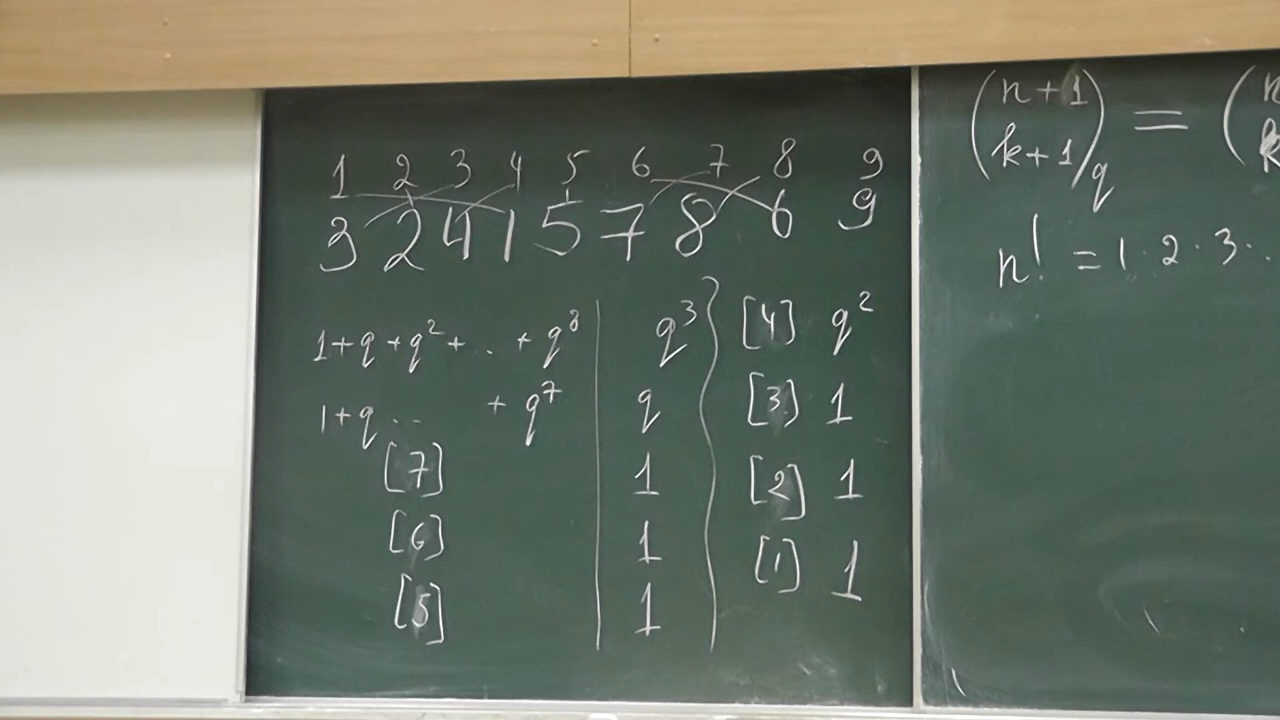 1 2 3 4 5 6 7 8 9
3 2 4 1 5 7 8 6 9
1+q+q²+..+q⁸ | q³ [4] q²
1+q.. +q⁷ | q [3] 1
[7] | 1 [2] 1
[6] | 1 [1] 1
[5] | 1
(n+1
k+1)q = (n
k
n! = 1·2·3·.